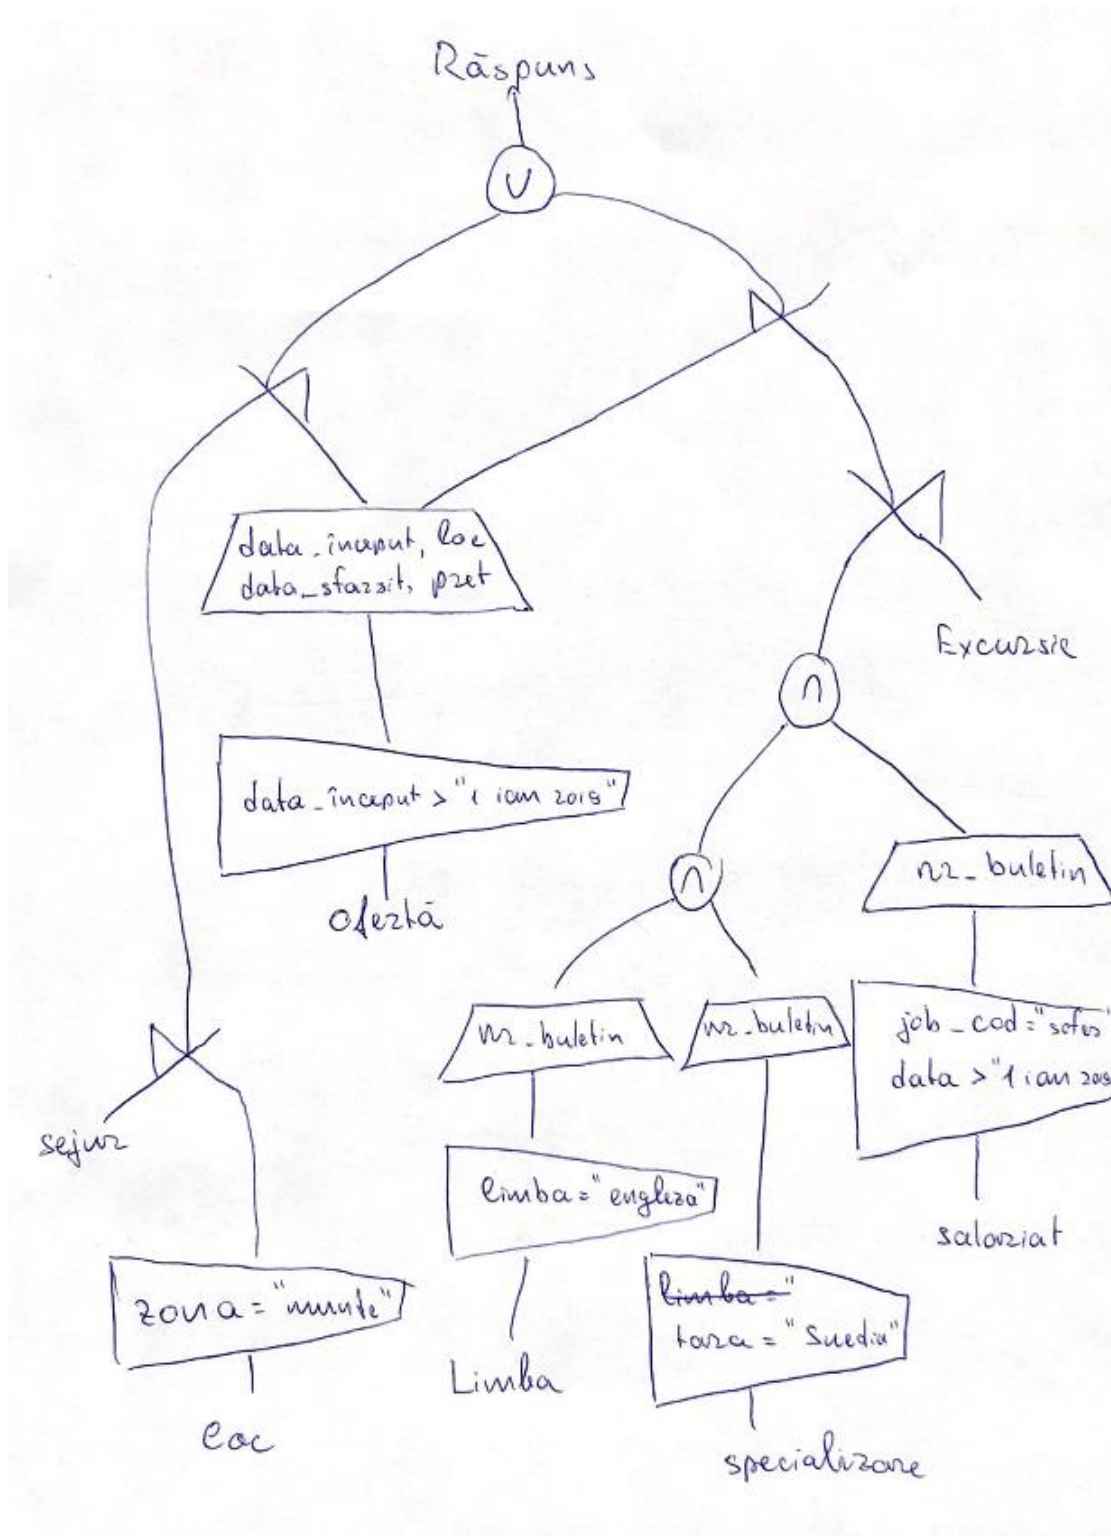 Răspuns
U
data_început, loc
data_sfarsit, pret
Excursie
∩
data_început > "1 ian 2019"
∩
nr_buletin
Ofertă
nr_buletin
nr_buletin
job_cod="sofer"
data > "1 ian 201
sejur
limba="engleza"
salariat
zona = "munte"
limba="
tara = "Suedia"
Limba
loc
specializare